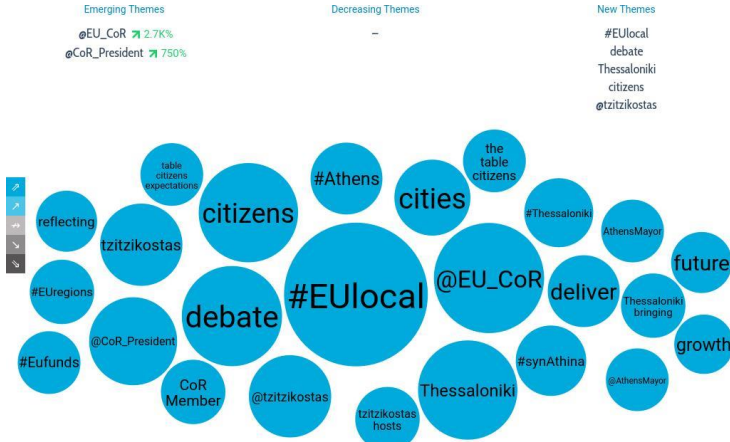 Emerging Themes
@EU_CoR 2.7K%
@CoR_President 750%
Decreasing Themes
–
New Themes
#EUlocal
debate
Thessaloniki
citizens
@tzitzikostas
the
table
citizens
table
citizens
expectations
#Athens
cities
citizens
#Thessaloniki
reflecting
tzitzikostas
AthensMayor
@EU_CoR
future
#EUregions
#EUlocal
deliver
Thessaloniki
bringing
debate
@CoR_President
growth
#Eufunds
#synAthina
CoR
Member
@tzitzikostas
Thessaloniki
@AthensMayor
tzitzikostas
hosts